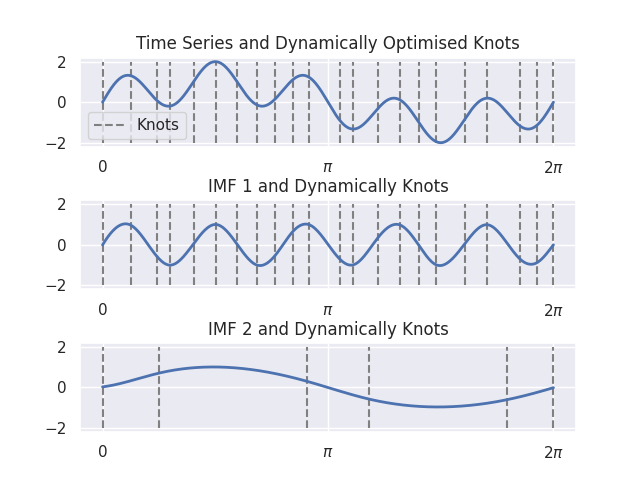 Time Series and Dynamically Optimised Knots
2
0
−2
Knots
0 π 2π
IMF 1 and Dynamically Knots
2
0
−2
0 π 2π
IMF 2 and Dynamically Knots
2
0
−2
0 π 2π